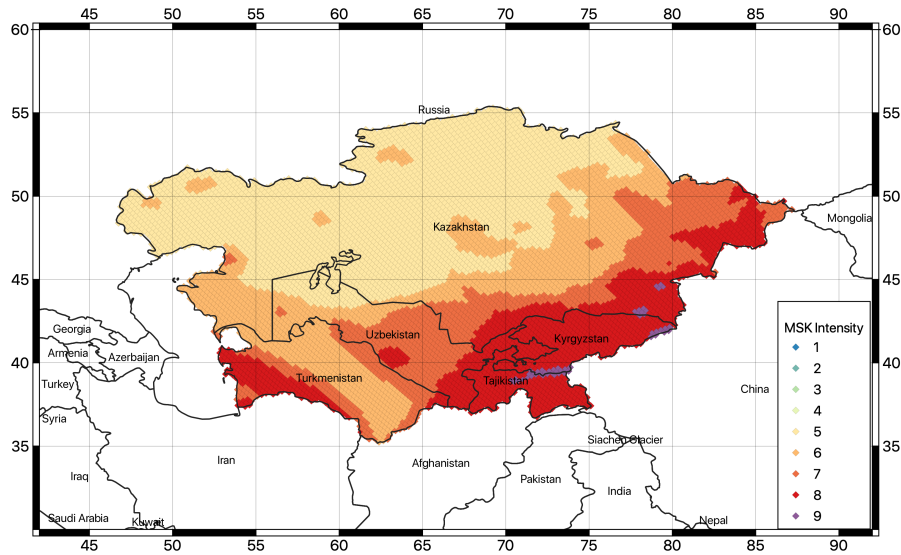 45 50 55 60 65 70 75 80 85 90
60 60
55 55
50 50
45 45
40 40
35 35
45 50 55 60 65 70 75 80 85 90
Russia
Kazakhstan
Mongolia
Georgia
Uzbekistan
Kyrgyzstan
Armenia
Azerbaijan
Turkmenistan
Tajikistan
Turkey
China
Syria
Siachen Glacier
Iran
Afghanistan
Iraq
Pakistan
India
Saudi Arabia
Kuwait
Nepal
MSK Intensity
1
2
3
4
5
6
7
8
9